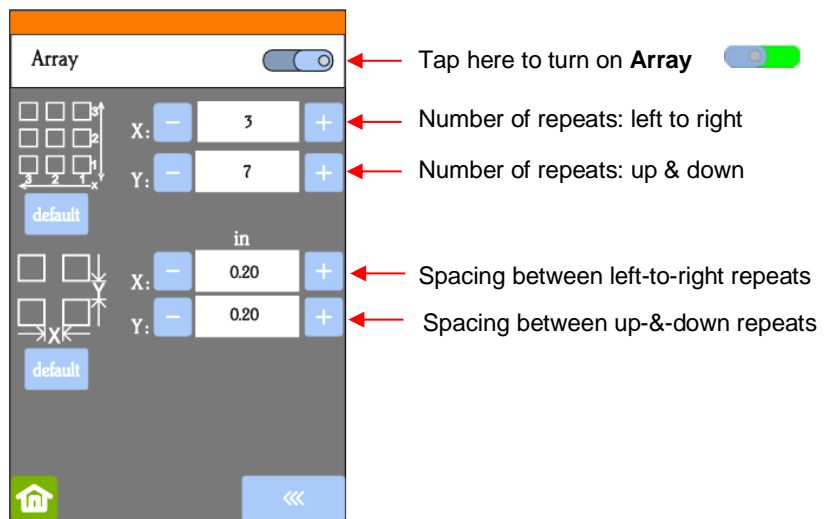 Array
Tap here to turn on Array
3
2
1
3 2 1 x Y
X: − 3 +
Number of repeats: left to right
Y: − 7 +
Number of repeats: up & down
default
in
X: − 0.20 +
Spacing between left-to-right repeats
Y
Y: − 0.20 +
Spacing between up-&-down repeats
X
default